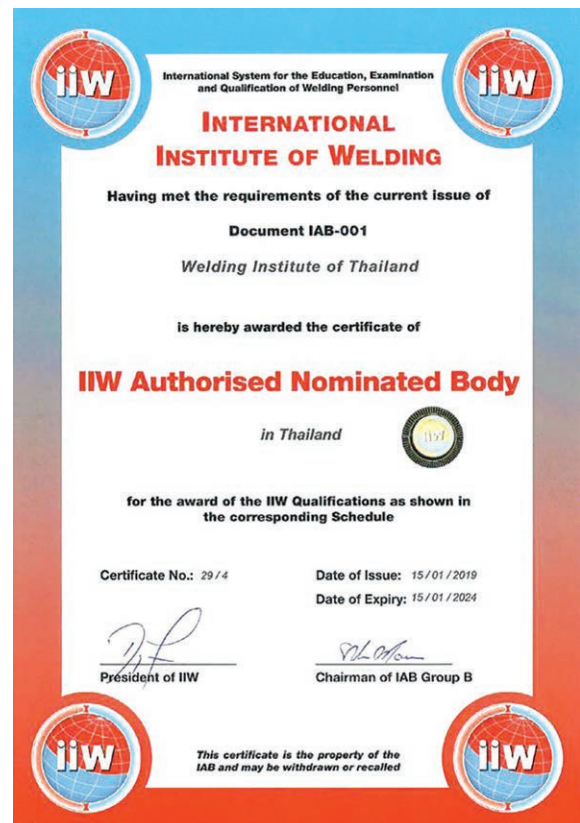 iiw
iiw
International System for the Education, Examination
and Qualification of Welding Personnel
INTERNATIONAL
INSTITUTE OF WELDING
Having met the requirements of the current issue of
Document IAB-001
Welding Institute of Thailand
is hereby awarded the certificate of
IIW Authorised Nominated Body
in Thailand
iiw
for the award of the IIW Qualifications as shown in
the corresponding Schedule
Certificate No.: 29/4
Date of Issue: 15/01/2019
Date of Expiry: 15/01/2024
President of IIW
Chairman of IAB Group B
iiw
iiw
This certificate is the property of the
IAB and may be withdrawn or recalled